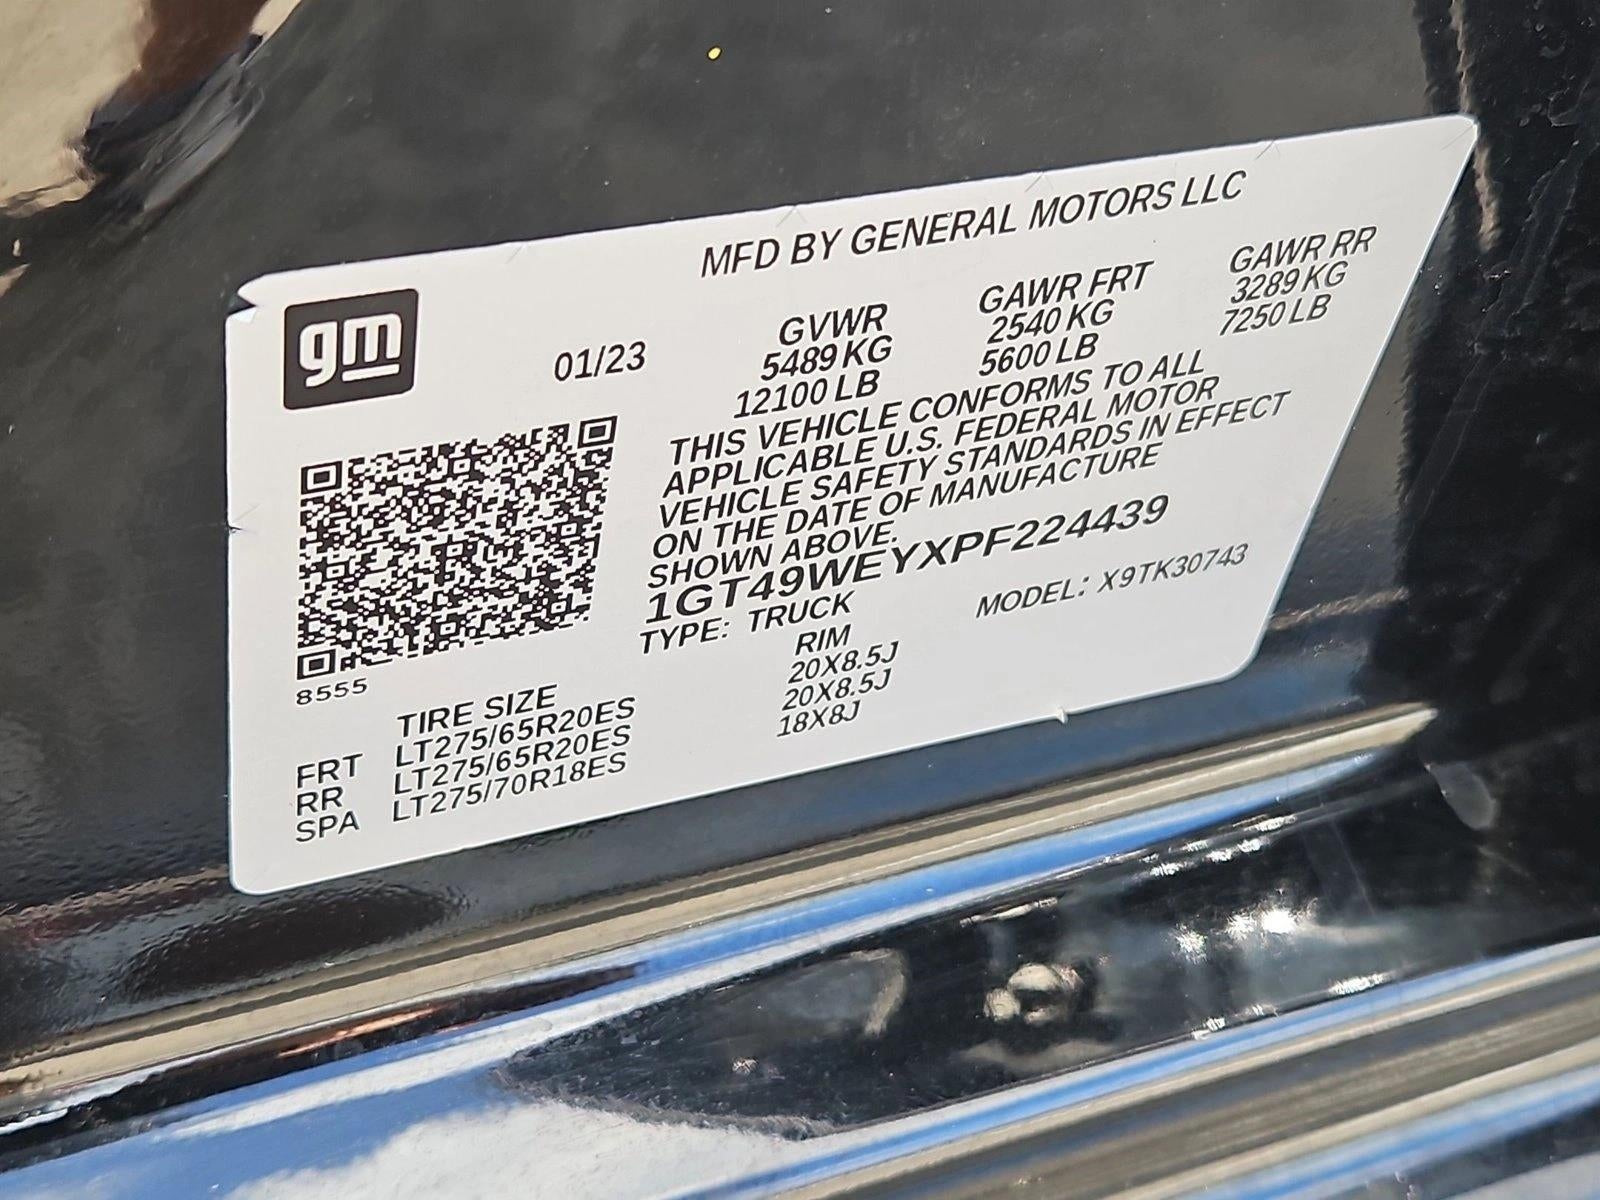 MFD BY GENERAL MOTORS LLC
gm
01/23
GVWR
5489 KG
12100 LB
GAWR FRT
2540 KG
5600 LB
GAWR RR
3289 KG
7250 LB
THIS VEHICLE CONFORMS TO ALL
APPLICABLE U.S. FEDERAL MOTOR
VEHICLE SAFETY STANDARDS IN EFFECT
ON THE DATE OF MANUFACTURE
SHOWN ABOVE.
1GT49WEYXPF224439
TYPE: TRUCK
MODEL: X9TK30743
8555
TIRE SIZE RIM
FRT LT275/65R20ES 20X8.5J
RR LT275/65R20ES 20X8.5J
SPA LT275/70R18ES 18X8J